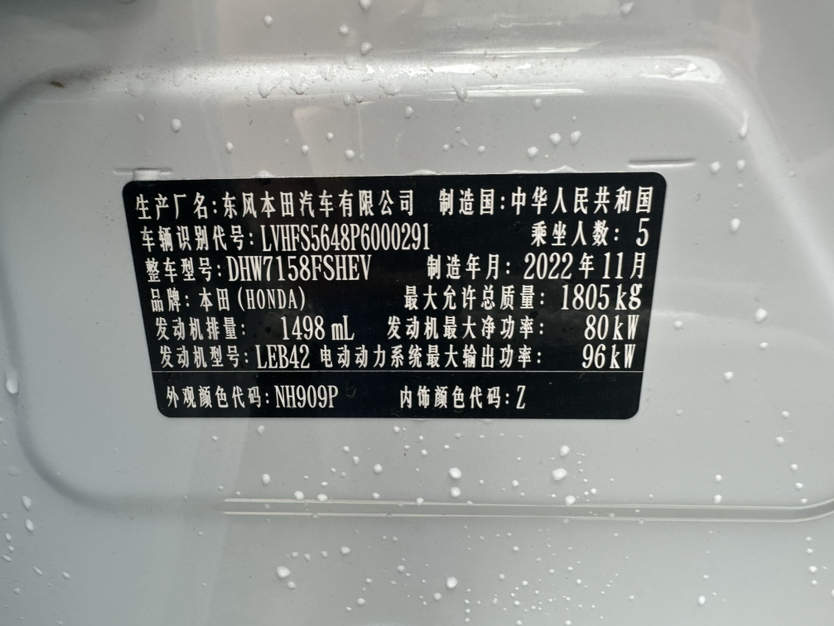 生产厂名:东风本田汽车有限公司 制造国:中华人民共和国
车辆识别代号:LVHFS5648P6000291 乘坐人数:5
整车型号:DHW7158FSHEV 制造年月:2022年11月
品牌:本田(HONDA) 最大允许总质量:1805kg
发动机排量: 1498mL 发动机最大净功率: 80kW
发动机型号:LEB42 电动动力系统最大输出功率: 96kW
外观颜色代码:NH909P 内饰颜色代码:Z